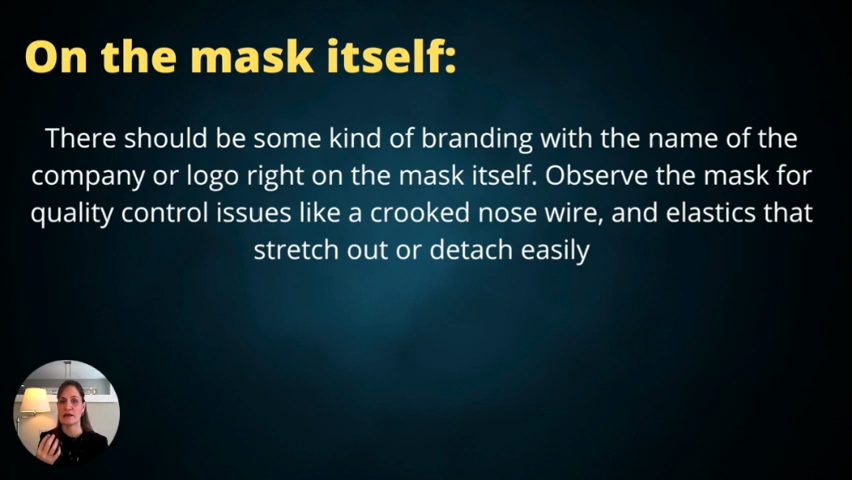 On the mask itself:
There should be some kind of branding with the name of the
company or logo right on the mask itself. Observe the mask for
quality control issues like a crooked nose wire, and elastics that
stretch out or detach easily